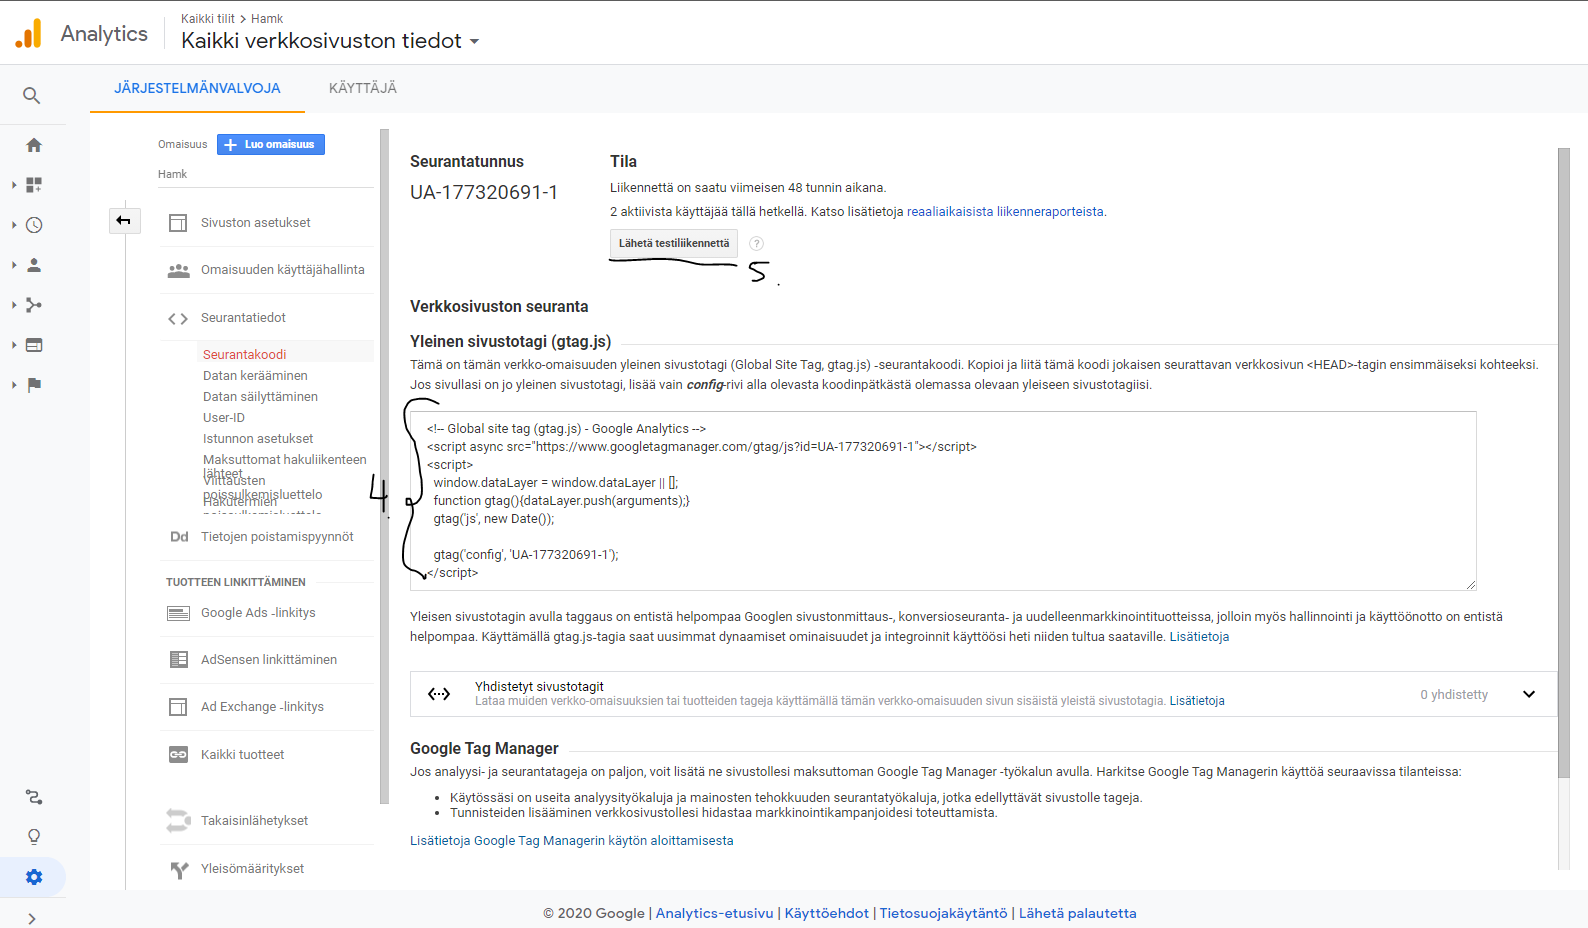 Analytics
Kaikki tilit > Hamk
Kaikki verkkosivuston tiedot
JÄRJESTELMÄNVALVOJA
KÄYTTÄJÄ
Omaisuus
+ Luo omaisuus
Hamk
Sivuston asetukset
Omaisuuden käyttäjähallinta
Seurantatiedot
Seurantakoodi
Datan kerääminen
Datan säilyttäminen
User-ID
Istunnon asetukset
Maksuttomat hakuliikenteen
lähteet
Viittausten
poissulkemisluettelo
Hakutermien
poissulkemisluettelo
Dd Tietojen poistamispyynnöt
TUOTTEEN LINKITTÄMINEN
Google Ads -linkitys
AdSensen linkittäminen
Ad Exchange -linkitys
Kaikki tuotteet
Takaisinlähetykset
Yleisömääritykset
Seurantatunnus
UA-177320691-1
Tila
Liikennettä on saatu viimeisen 48 tunnin aikana.
2 aktiivista käyttäjää tällä hetkellä. Katso lisätietoja reaaliaikaisista liikenneraporteista.
Lähetä testiliikennettä ?
5.
Verkkosivuston seuranta
Yleinen sivustotagi (gtag.js)
Tämä on tämän verkko-omaisuuden yleinen sivustotagi (Global Site Tag, gtag.js) -seurantakoodi. Kopioi ja liitä tämä koodi jokaisen seurattavan verkkosivun <HEAD>-tagin ensimmäiseksi kohteeksi.
Jos sivullasi on jo yleinen sivustotagi, lisää vain config-rivi alla olevasta koodinpätkästä olemassa olevaan yleiseen sivustotagiisi.
4.
<!-- Global site tag (gtag.js) - Google Analytics -->
<script async src="https://www.googletagmanager.com/gtag/js?id=UA-177320691-1"></script>
<script>
window.dataLayer = window.dataLayer || [];
function gtag(){dataLayer.push(arguments);}
gtag('js', new Date());
gtag('config', 'UA-177320691-1');
</script>
Yleisen sivustotagin avulla taggaus on entistä helpompaa Googlen sivustonmittaus-, konversioseuranta- ja uudelleenmarkkinointituotteissa, jolloin myös hallinnointi ja käyttöönotto on entistä
helpompaa. Käyttämällä gtag.js-tagia saat uusimmat dynaamiset ominaisuudet ja integroinnit käyttöösi heti niiden tultua saataville. Lisätietoja
Yhdistetyt sivustotagit
Lataa muiden verkko-omaisuuksien tai tuotteiden tageja käyttämällä tämän verkko-omaisuuden sivun sisäistä yleistä sivustotagia. Lisätietoja
0 yhdistetty
Google Tag Manager
Jos analyysi- ja seurantatageja on paljon, voit lisätä ne sivustollesi maksuttoman Google Tag Manager -työkalun avulla. Harkitse Google Tag Managerin käyttöä seuraavissa tilanteissa:
• Käytössäsi on useita analyysityökaluja ja mainosten tehokkuuden seurantatyökaluja, jotka edellyttävät sivustolle tageja.
• Tunnisteiden lisääminen verkkosivustollesi hidastaa markkinointikampanjoidesi toteuttamista.
Lisätietoja Google Tag Managerin käytön aloittamisesta
© 2020 Google | Analytics-etusivu | Käyttöehdot | Tietosuojakäytäntö | Lähetä palautetta